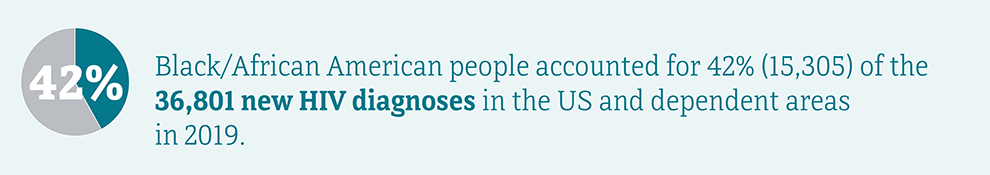 42%
Black/African American people accounted for 42% (15,305) of the
36,801 new HIV diagnoses in the US and dependent areas
in 2019.